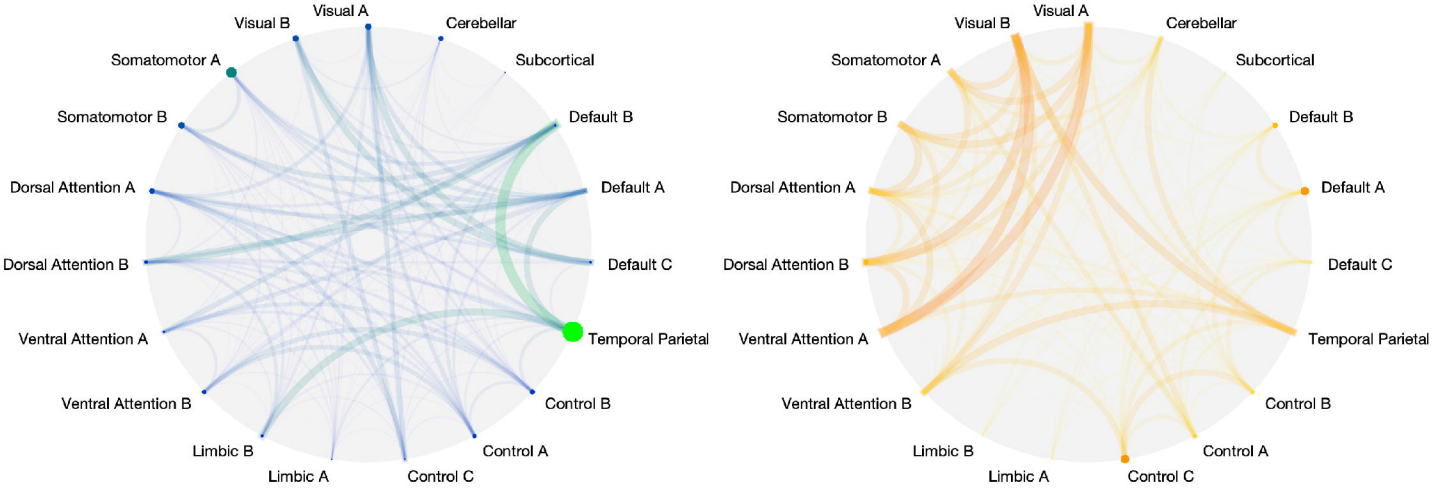 Visual A
Visual B
Cerebellar
Somatomotor A
Subcortical
Somatomotor B
Default B
Dorsal Attention A
Default A
Dorsal Attention B
Default C
Ventral Attention A
Temporal Parietal
Ventral Attention B
Control B
Limbic B
Control A
Limbic A
Control C
Visual A
Visual B
Cerebellar
Somatomotor A
Subcortical
Somatomotor B
Default B
Dorsal Attention A
Default A
Dorsal Attention B
Default C
Ventral Attention A
Temporal Parietal
Ventral Attention B
Control B
Limbic B
Control A
Limbic A
Control C